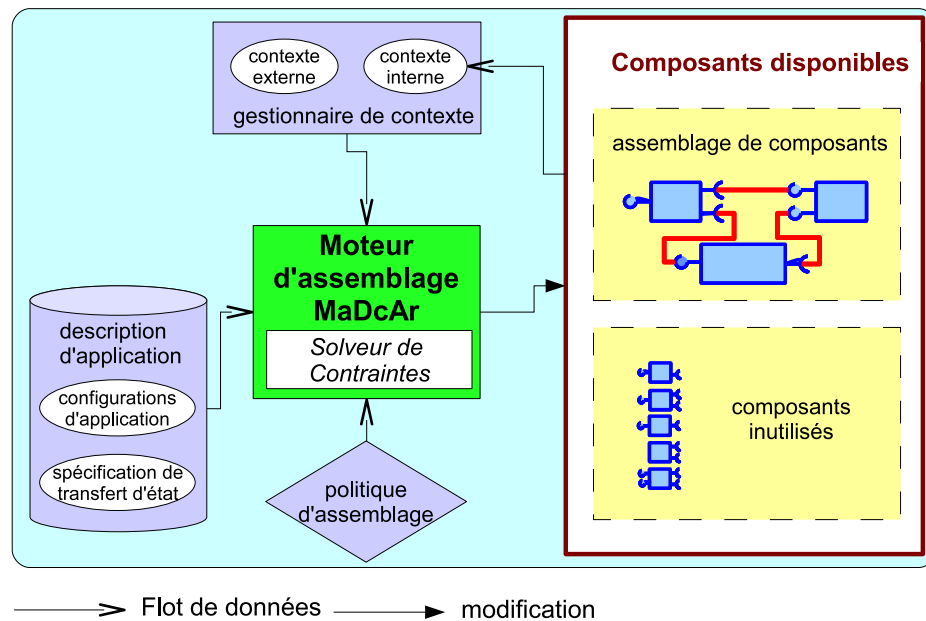 contexte
externe
contexte
interne
gestionnaire de contexte
Composants disponibles
assemblage de composants
Moteur
d'assemblage
MaDcAr
Solveur de
Contraintes
description
d'application
configurations
d'application
spécification de
transfert d'état
politique
d'assemblage
composants
inutilisés
Flot de données
modification